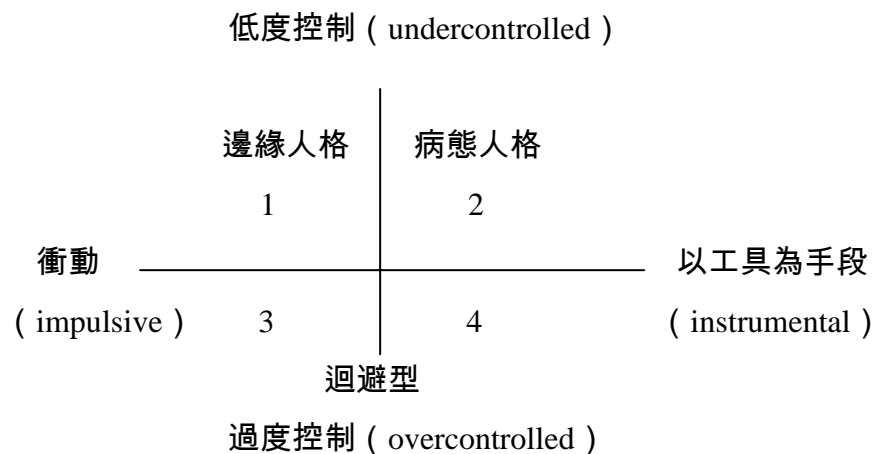 低度控制（undercontrolled）
邊緣人格 病態人格
1 2
衝動 以工具為手段
（impulsive） 3 4 （instrumental）
迴避型
過度控制（overcontrolled）